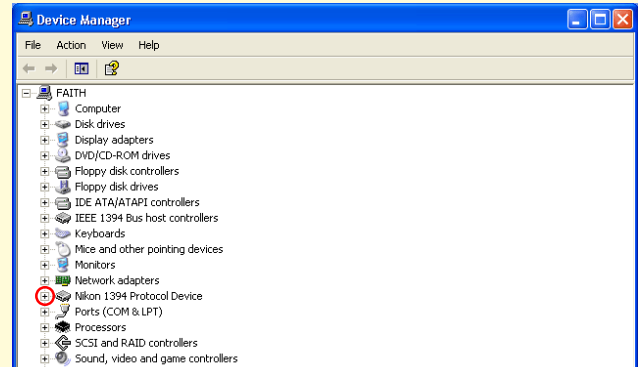 Device Manager
File Action View Help
FAITH
Computer
Disk drives
Display adapters
DVD/CD-ROM drives
Floppy disk controllers
Floppy disk drives
IDE ATA/ATAPI controllers
IEEE 1394 Bus host controllers
Keyboards
Mice and other pointing devices
Monitors
Network adapters
Nikon 1394 Protocol Device
Ports (COM & LPT)
Processors
SCSI and RAID controllers
Sound, video and game controllers